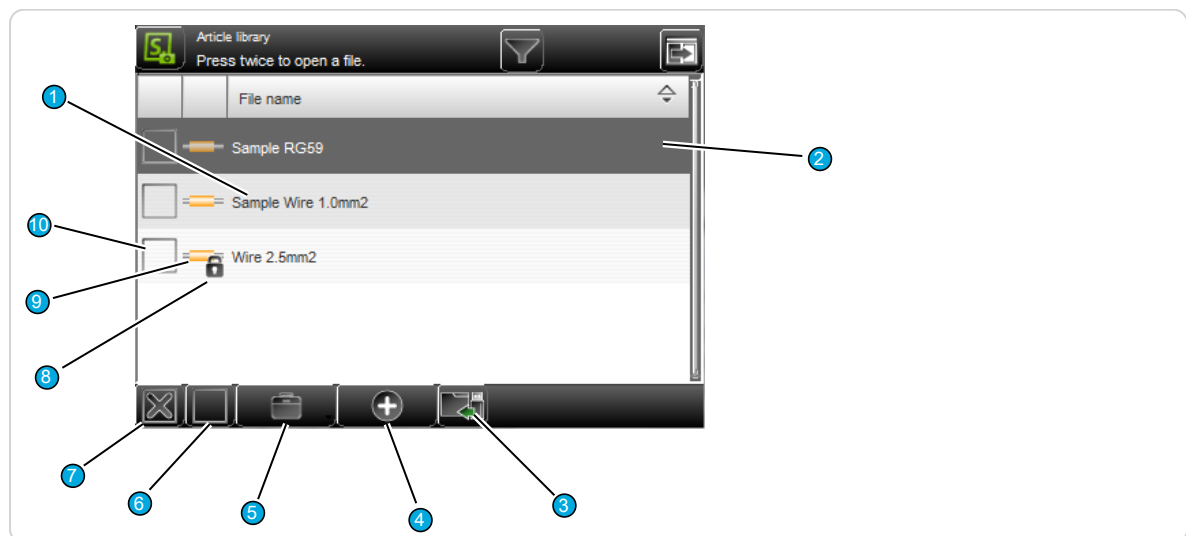 Article library
Press twice to open a file.
File name
1
Sample RG59
2
Sample Wire 1.0mm2
10
Wire 2.5mm2
9
8
7
6
5
4
3